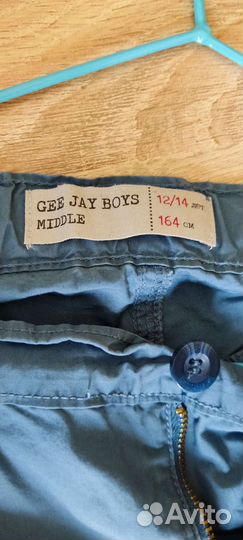 GEE JAY BOYS
MIDDLE
12/14 лет
164 см
Avito